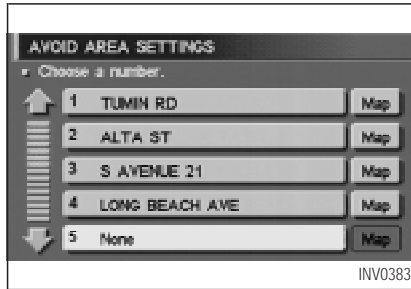 AVOID AREA SETTINGS
Choose a number.
1 TUMIN RD Map
2 ALTA ST Map
3 S AVENUE 21 Map
4 LONG BEACH AVE Map
5 None Map
INV0383